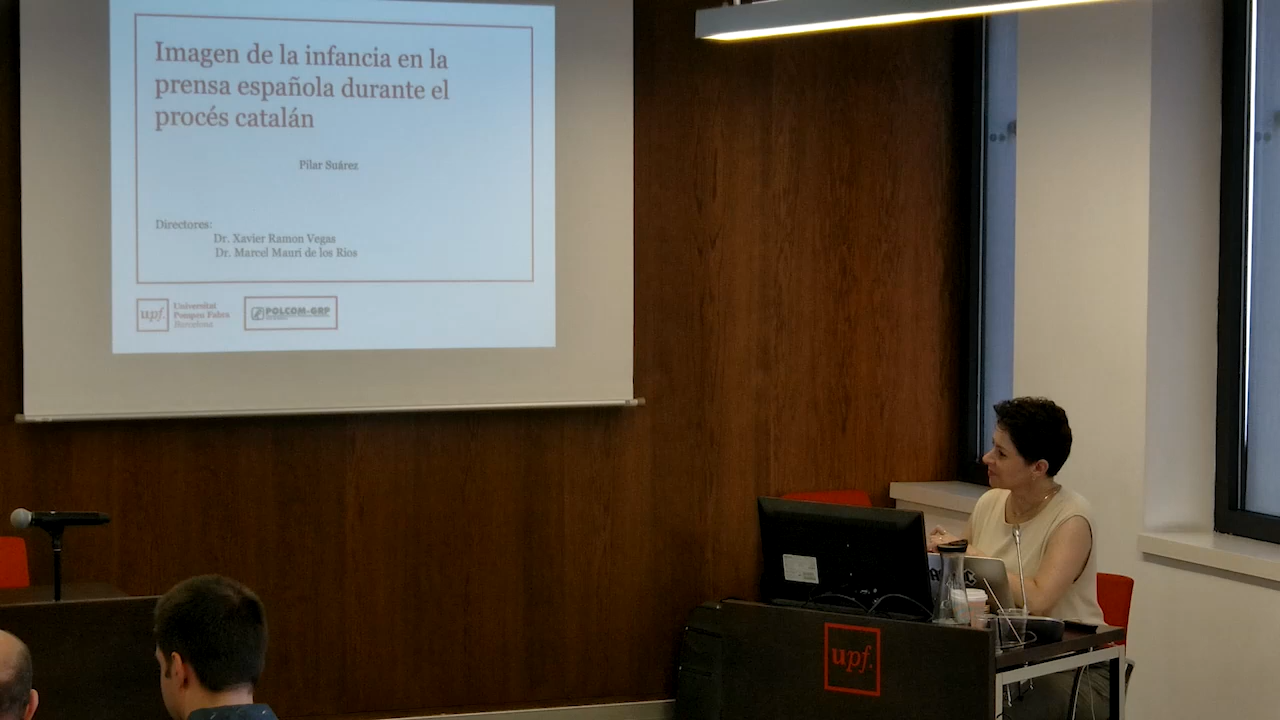 Imagen de la infancia en la
prensa española durante el
procés catalán
Pilar Suárez
Directores:
Dr. Xavier Ramon Vegas
Dr. Marcel Mauri de los Ríos
upf.
Universitat
Pompeu Fabra
Barcelona
POLCOM-GRP
upf.